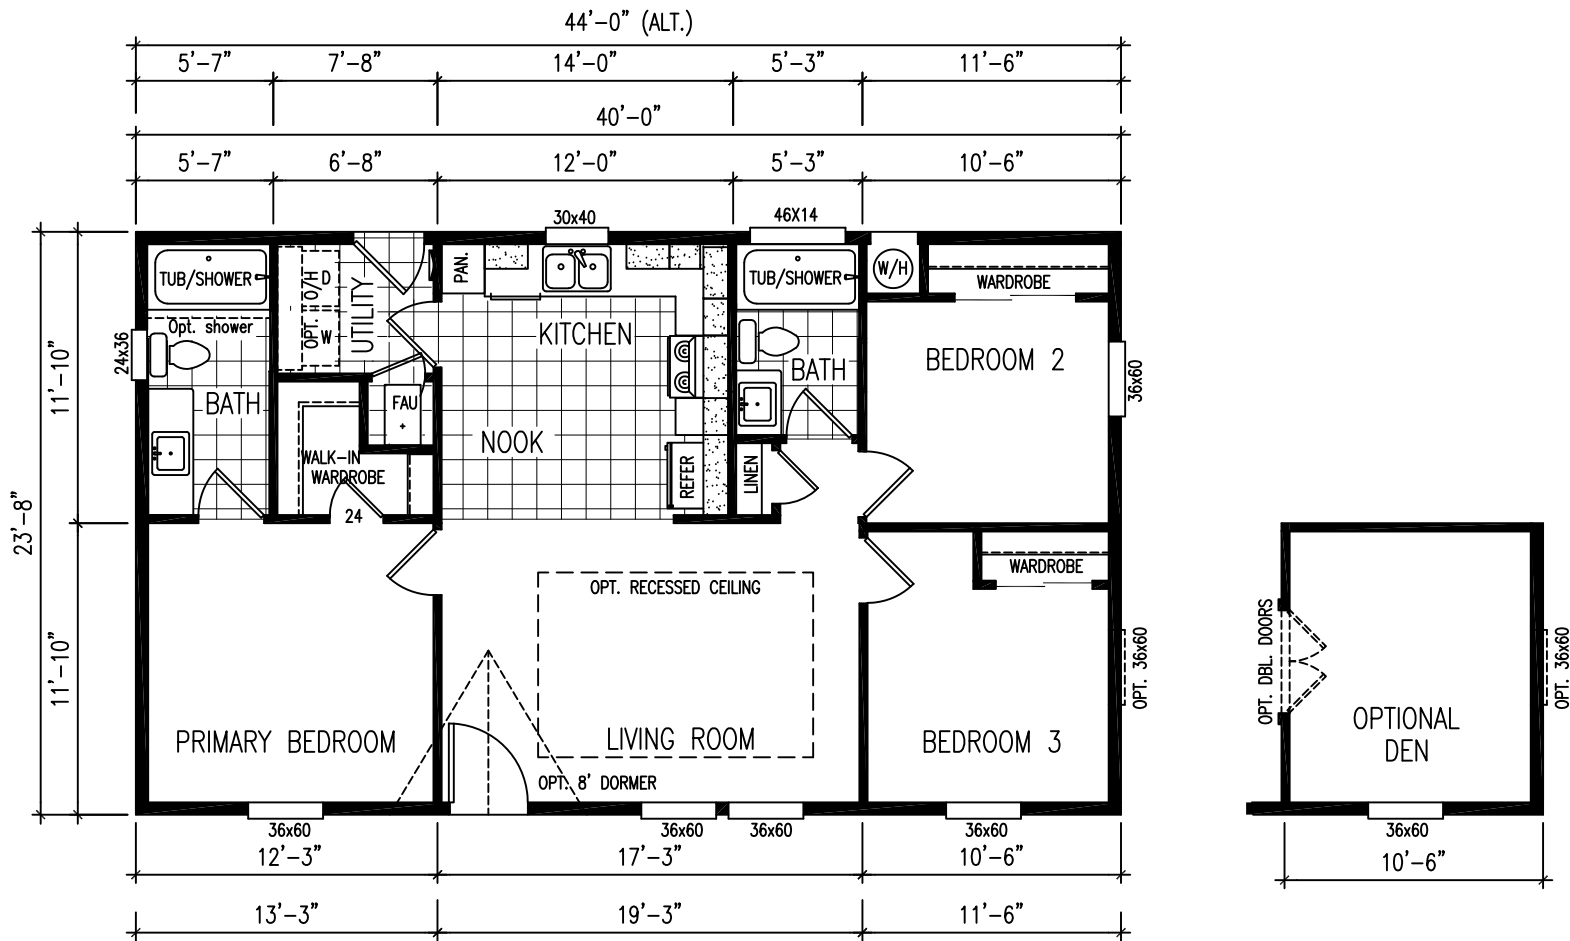 44'-0" (ALT.)
5'-7" 7'-8" 14'-0" 5'-3" 11'-6"
40'-0"
5'-7" 6'-8" 12'-0" 5'-3" 10'-6"
30x40
46X14
TUB/SHOWER
OPT. O/H
D
W
UTILITY
PAN.
TUB/SHOWER
W/H
WARDROBE
Opt. shower
24x36
KITCHEN
BATH
BEDROOM 2
36x60
11'-10"
BATH
FAU
NOOK
WALK-IN
WARDROBE
REFER
LINEN
24
23'-8"
WARDROBE
OPT. RECESSED CEILING
11'-10"
OPT. 36x60
OPT. DBL. DOORS
OPT. 36x60
PRIMARY BEDROOM
LIVING ROOM
BEDROOM 3
OPTIONAL
DEN
OPT. 8' DORMER
36x60
36x60
36x60
36x60
36x60
12'-3" 17'-3" 10'-6"
10'-6"
13'-3" 19'-3" 11'-6"